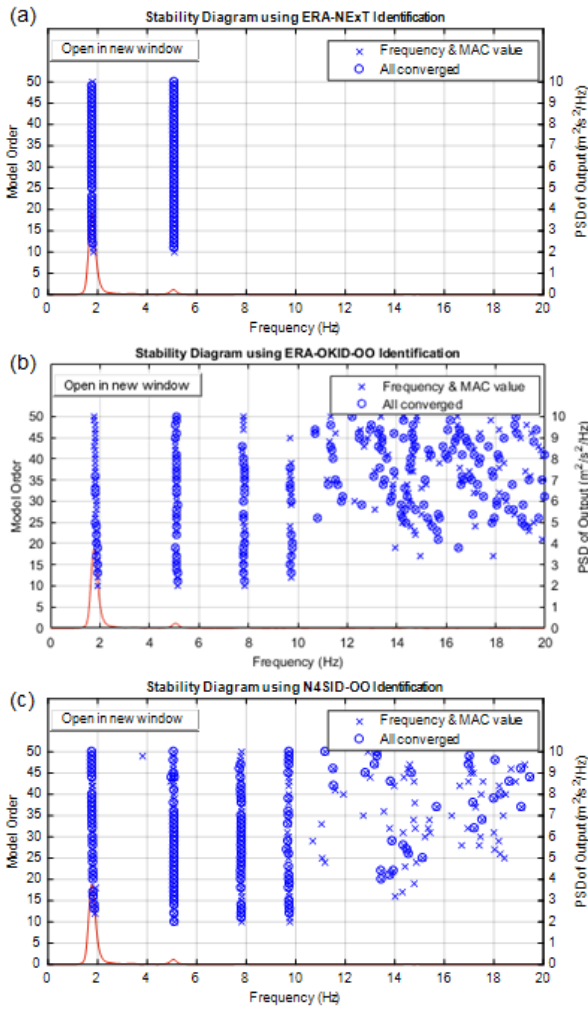 (a)
Stability Diagram using ERA-NExT Identification
Open in new window
Frequency & MAC value
All converged
Model Order
50
45
40
35
30
25
20
15
10
5
0
10
9
8
7
6
5
4
3
2
1
0
PSD of Output (m²/s²/Hz)
0 2 4 6 8 10 12 14 16 18 20
Frequency (Hz)
(b)
Stability Diagram using ERA-OKID-OO Identification
Open in new window
Frequency & MAC value
All converged
Model Order
50
45
40
35
30
25
20
15
10
5
0
10
9
8
7
6
5
4
3
2
1
0
PSD of Output (m²/s²/Hz)
0 2 4 6 8 10 12 14 16 18 20
Frequency (Hz)
(c)
Stability Diagram using N4SID-OO Identification
Open in new window
Frequency & MAC value
All converged
Model Order
50
45
40
35
30
25
20
15
10
5
0
10
9
8
7
6
5
4
3
2
1
0
PSD of Output (m²/s²/Hz)
0 2 4 6 8 10 12 14 16 18 20
Frequency (Hz)